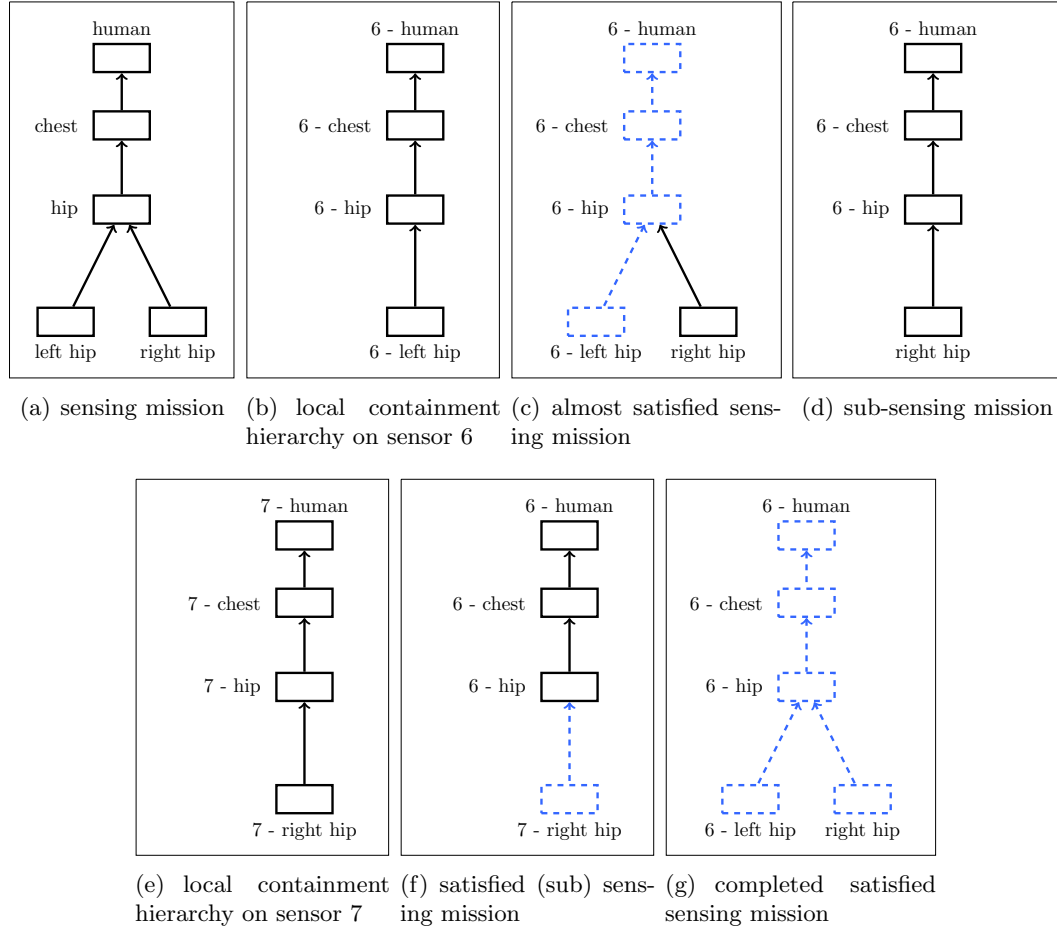 human
chest
hip
left hip
right hip
(a) sensing mission
6 - human
6 - chest
6 - hip
6 - left hip
(b) local containment
hierarchy on sensor 6
6 - human
6 - chest
6 - hip
6 - left hip
right hip
(c) almost satisfied sens-
ing mission
6 - human
6 - chest
6 - hip
right hip
(d) sub-sensing mission
7 - human
7 - chest
7 - hip
7 - right hip
(e) local containment
hierarchy on sensor 7
6 - human
6 - chest
6 - hip
7 - right hip
(f) satisfied (sub) sens-
ing mission
6 - human
6 - chest
6 - hip
6 - left hip
right hip
(g) completed satisfied
sensing mission